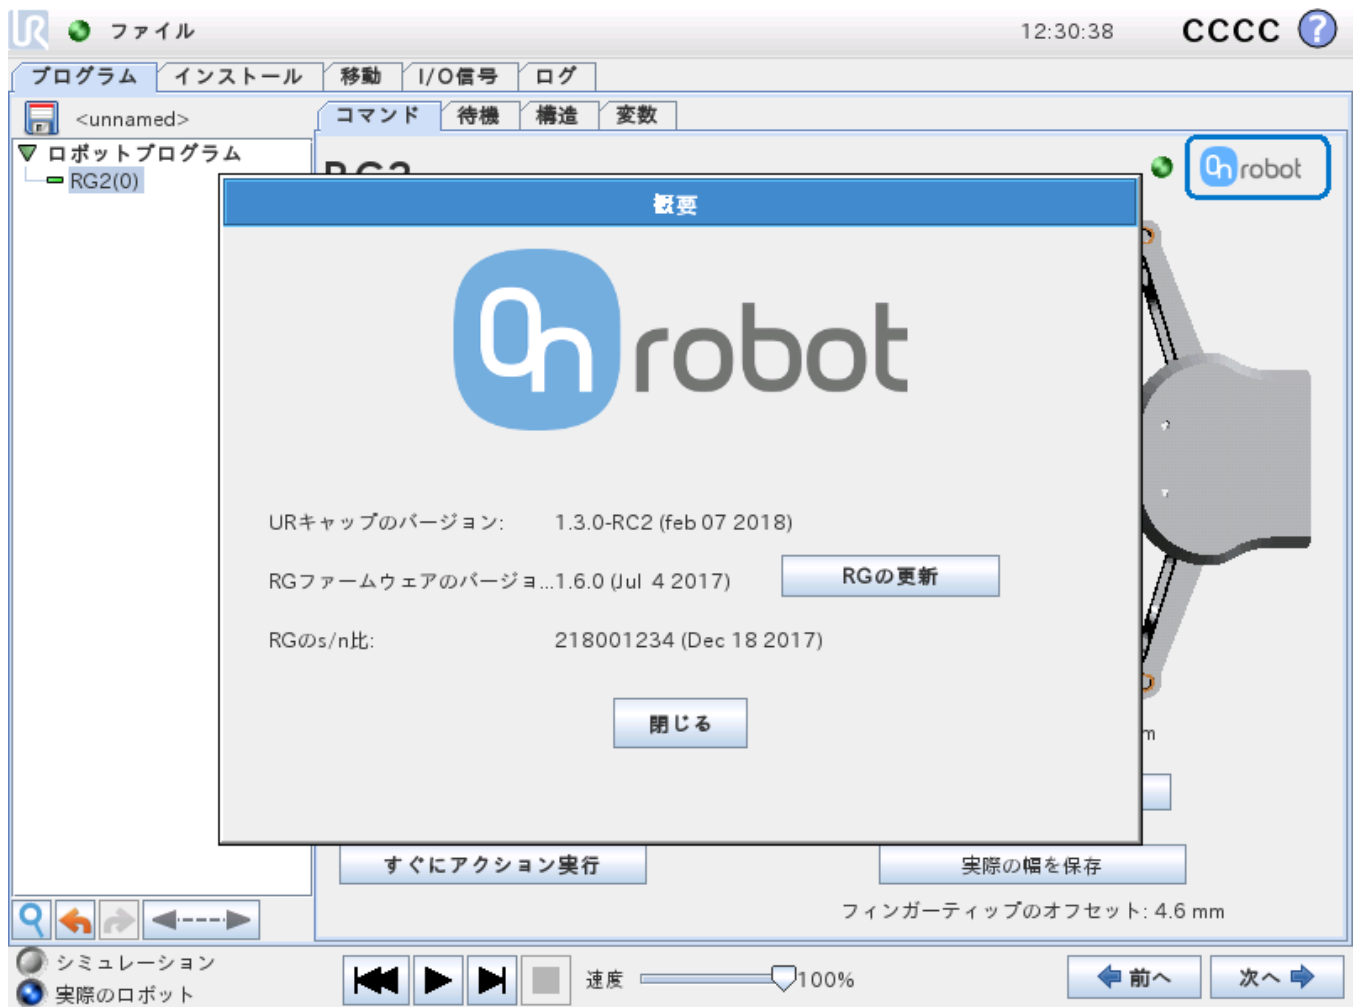 UR ファイル 12:30:38 CCCC ?
プログラム インストール 移動 I/O信号 ログ
<unnamed> コマンド 待機 構造 変数
ロボットプログラム
RG2
On robot
RG2(0)
概要
On robot
URキャップのバージョン: 1.3.0-RC2 (feb 07 2018)
RGファームウェアのバージョ...1.6.0 (Jul 4 2017) RGの更新
RGのs/n比: 218001234 (Dec 18 2017)
閉じる
m
すぐにアクション実行 実際の幅を保存
フィンガーティップのオフセット: 4.6 mm
シミュレーション
実際のロボット
速度 100% 前へ 次へ